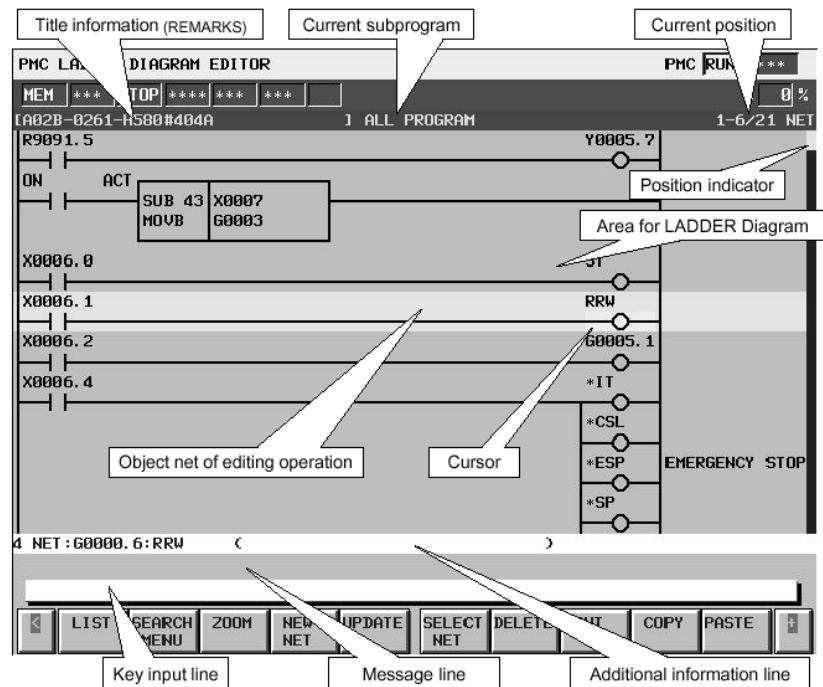 Title information (REMARKS)
Current subprogram
Current position
PMC LA DIAGRAM EDITOR
PMC RUN ***
MEM *** TOP **** *** ***
0 %
[A02B-0261-H580#404A ] ALL PROGRAM 1-6/21 NET
R9091.5 Y0005.7
Position indicator
ON ACT
SUB 43 X0007
MOVB G0003
Area for LADDER Diagram
X0006.0
X0006.1 RRW
X0006.2 G0005.1
X0006.4 *IT
*CSL
Object net of editing operation
Cursor
*ESP EMERGENCY STOP
*SP
4 NET:G0000.6:RRW ( )
< LIST SEARCH MENU ZOOM NEW NET UPDATE SELECT NET DELETE COPY PASTE +
Key input line
Message line
Additional information line